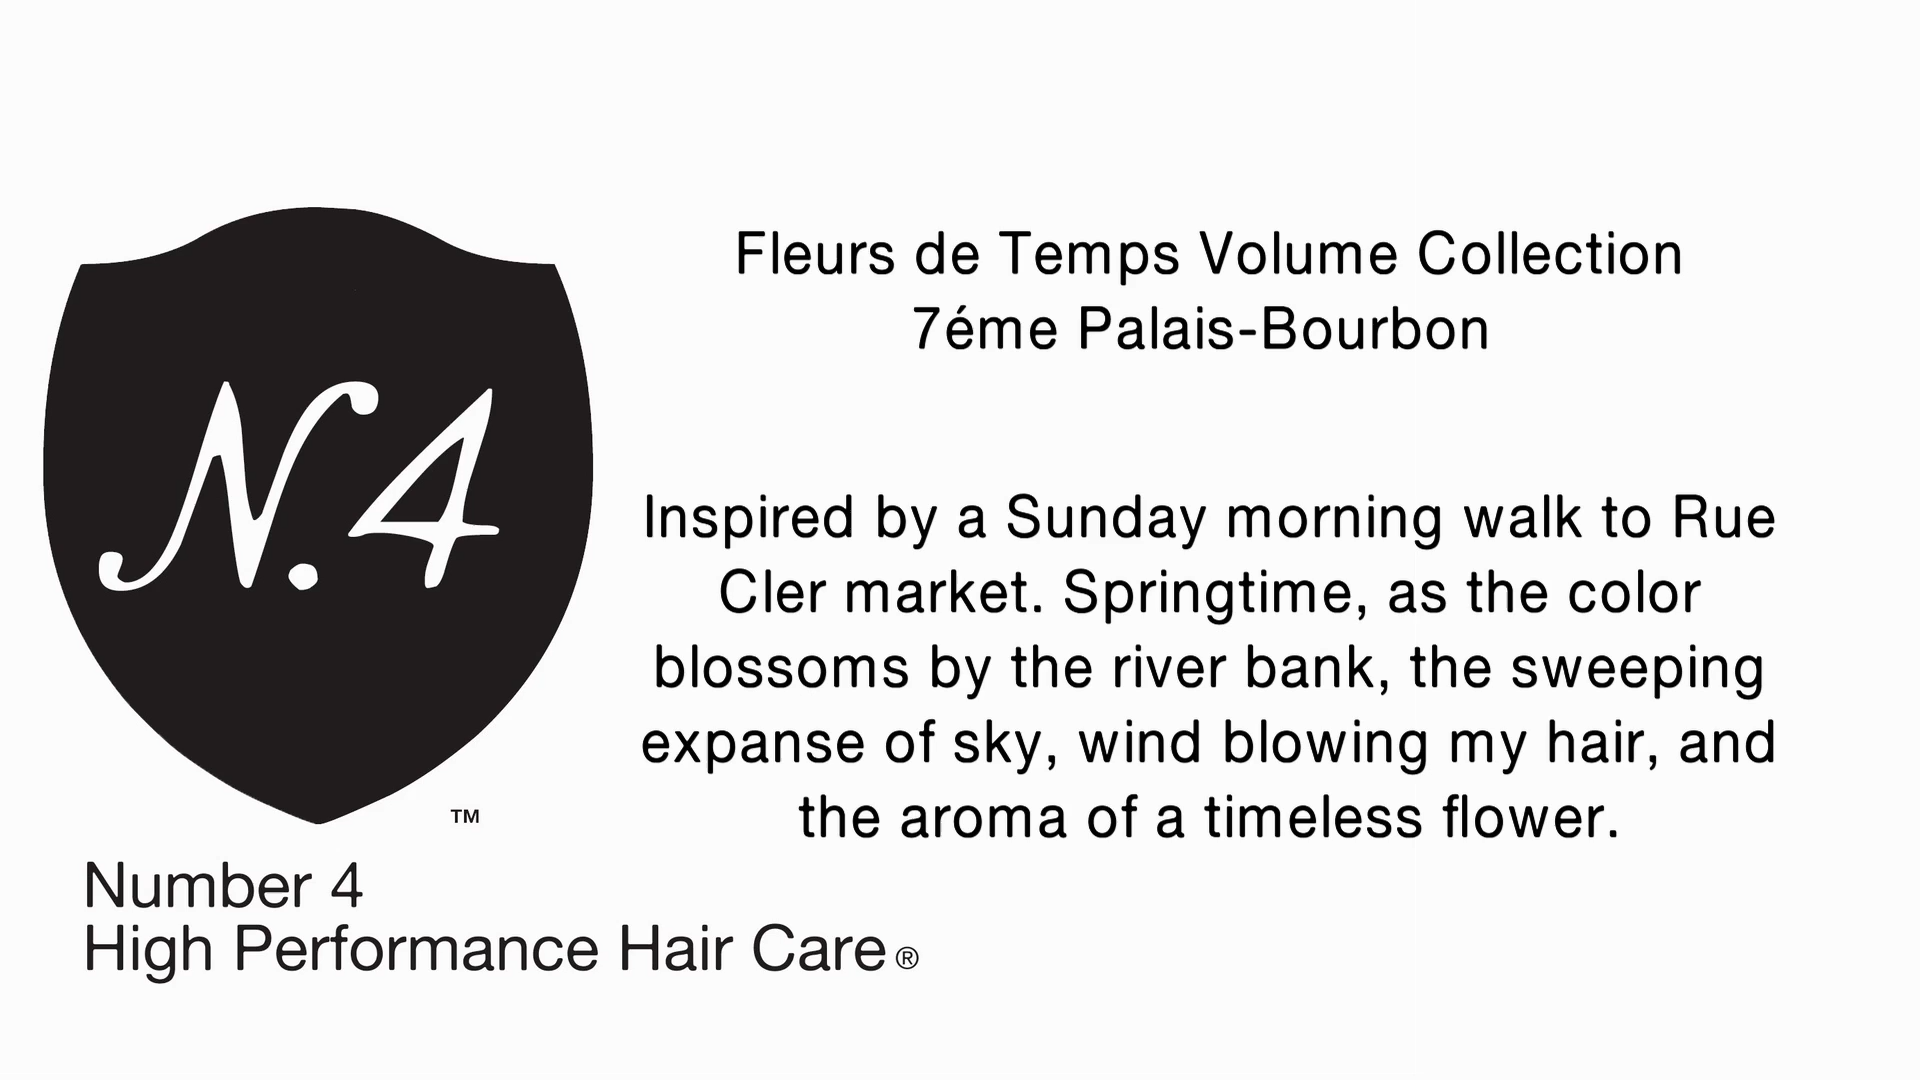 Fleurs de Temps Volume Collection
7éme Palais-Bourbon
Inspired by a Sunday morning walk to Rue
Cler market. Springtime, as the color
blossoms by the river bank, the sweeping
expanse of sky, wind blowing my hair, and
the aroma of a timeless flower.
N.4
TM
Number 4
High Performance Hair Care®